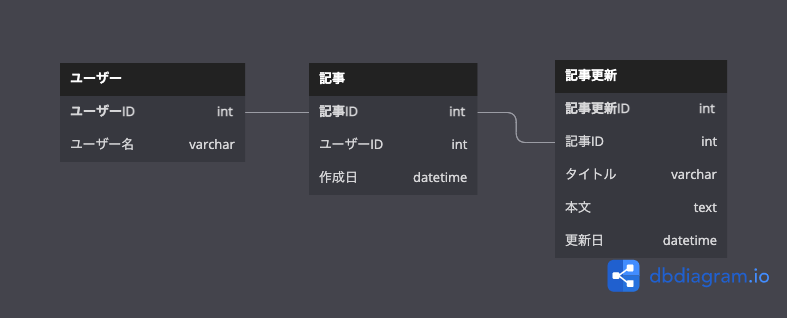 ユーザー
ユーザーID int
ユーザー名 varchar
記事
記事ID int
ユーザーID int
作成日 datetime
記事更新
記事更新ID int
記事ID int
タイトル varchar
本文 text
更新日 datetime
dbdiagram.io